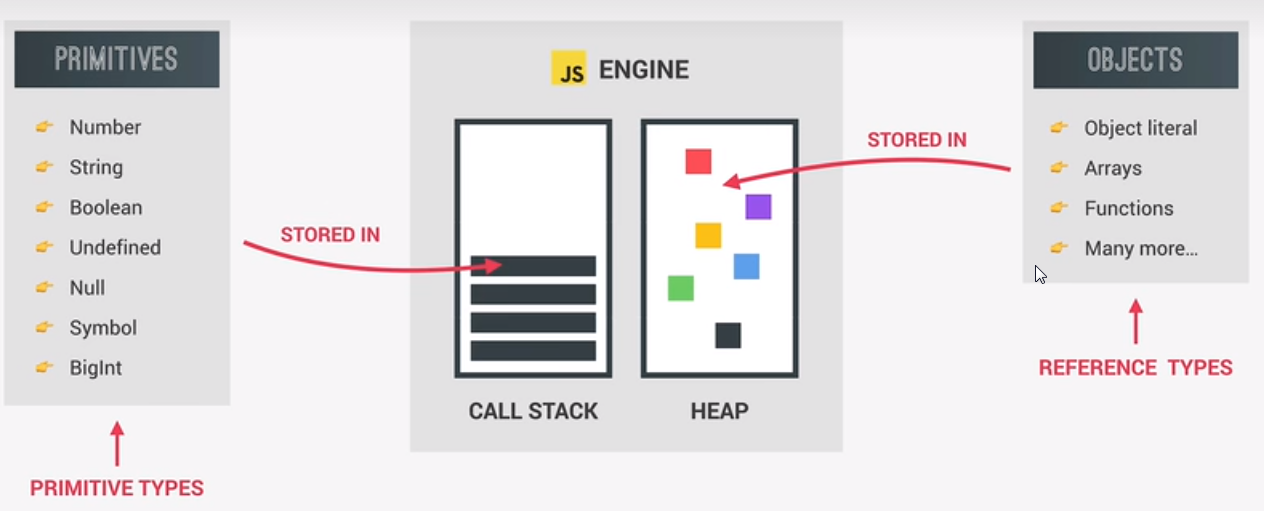 PRIMITIVES
Number
String
Boolean
Undefined
Null
Symbol
BigInt
PRIMITIVE TYPES
STORED IN
JS ENGINE
CALL STACK
HEAP
STORED IN
OBJECTS
Object literal
Arrays
Functions
Many more...
REFERENCE TYPES